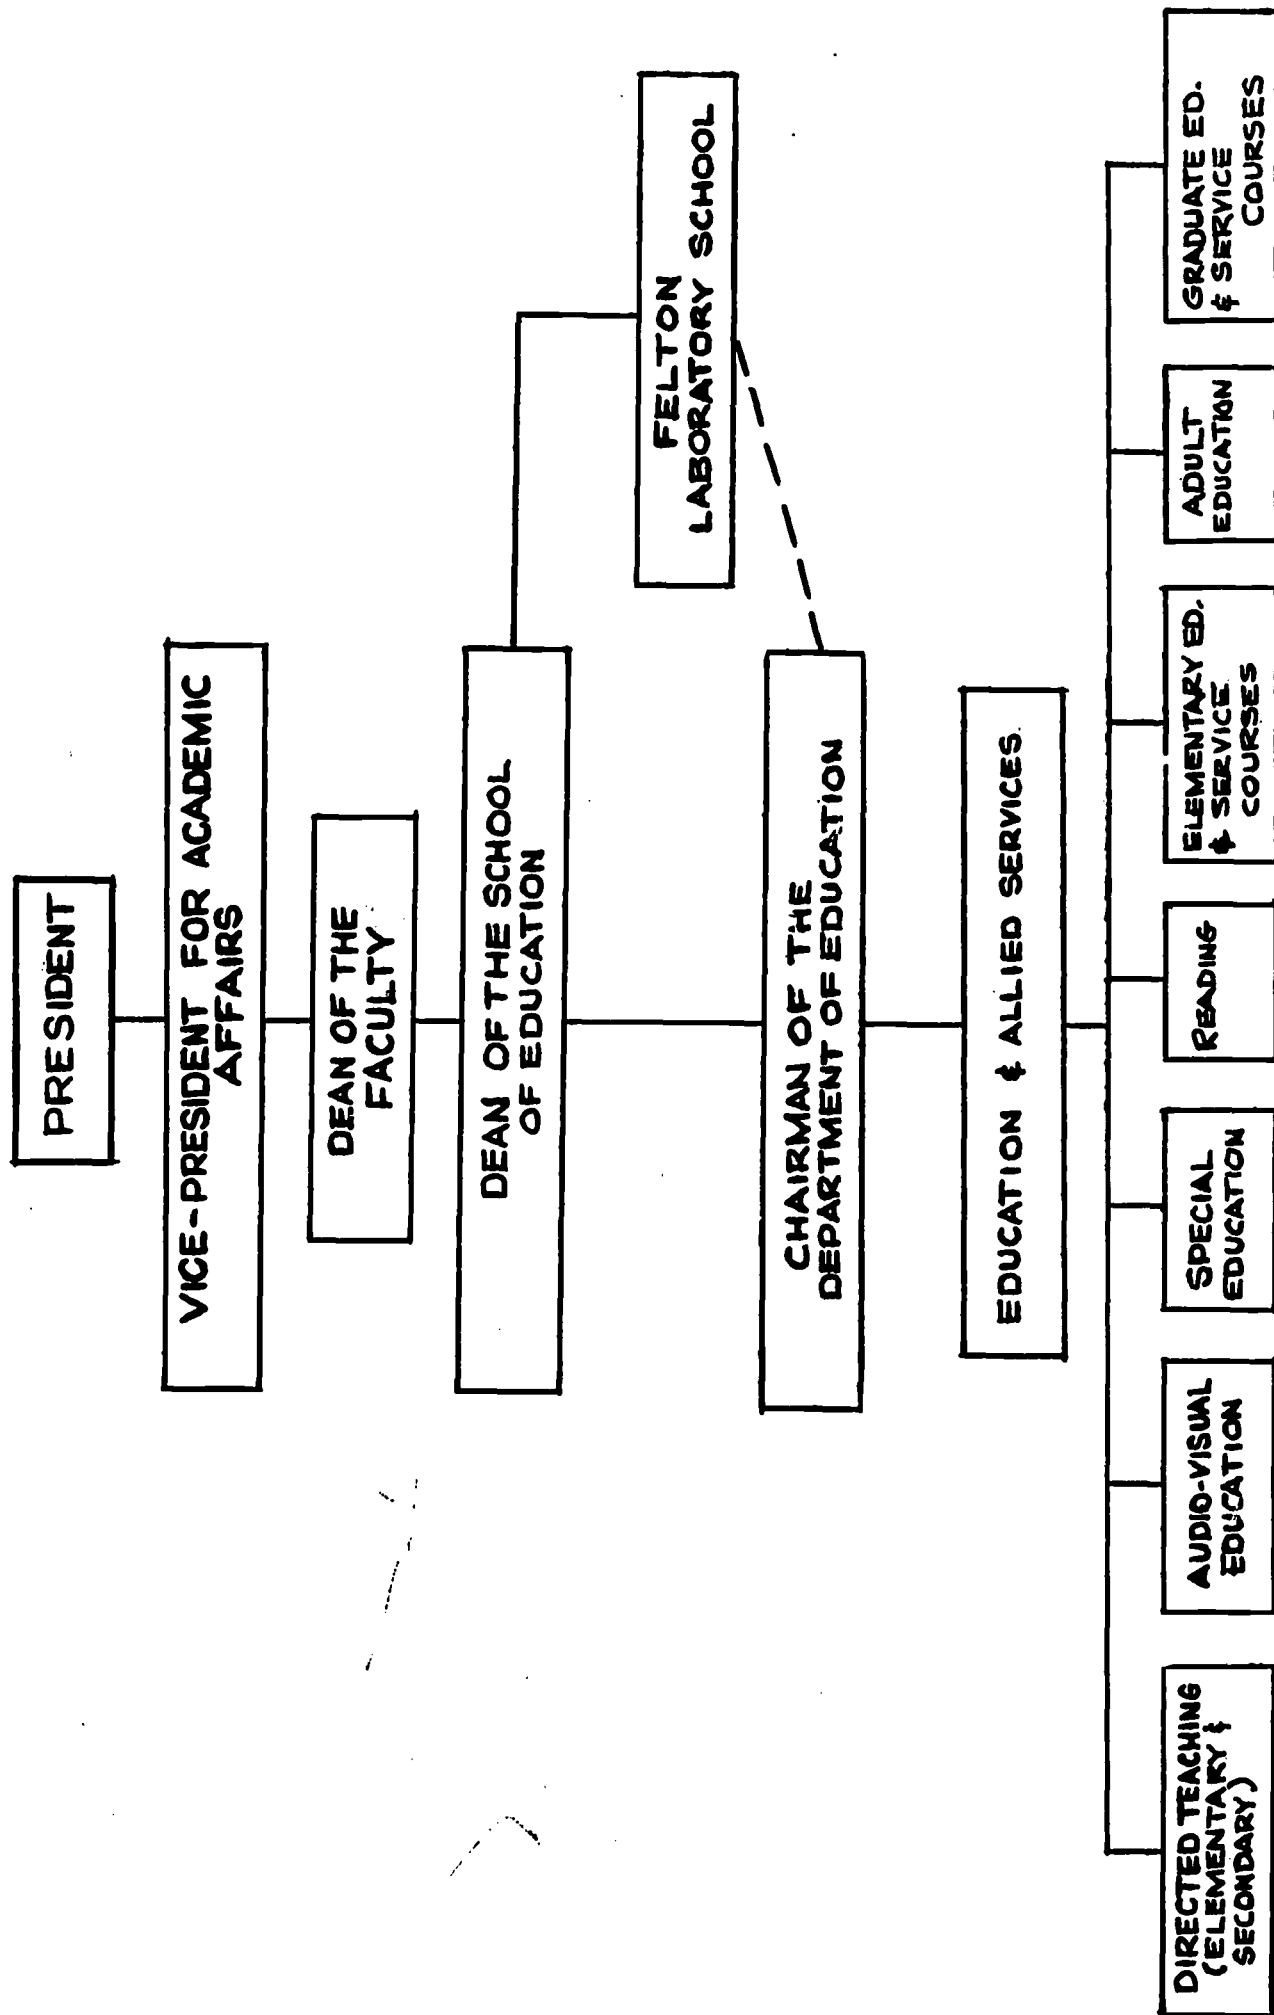 PRESIDENT
VICE-PRESIDENT FOR ACADEMIC
AFFAIRS
DEAN OF THE
FACULTY
DEAN OF THE SCHOOL
OF EDUCATION
FELTON
LABORATORY SCHOOL
CHAIRMAN OF THE
DEPARTMENT OF EDUCATION
EDUCATION & ALLIED SERVICES
DIRECTED TEACHING
(ELEMENTARY &
SECONDARY)
AUDIO-VISUAL
EDUCATION
SPECIAL
EDUCATION
READING
ELEMENTARY ED.
& SERVICE
COURSES
ADULT
EDUCATION
GRADUATE ED.
& SERVICE
COURSES